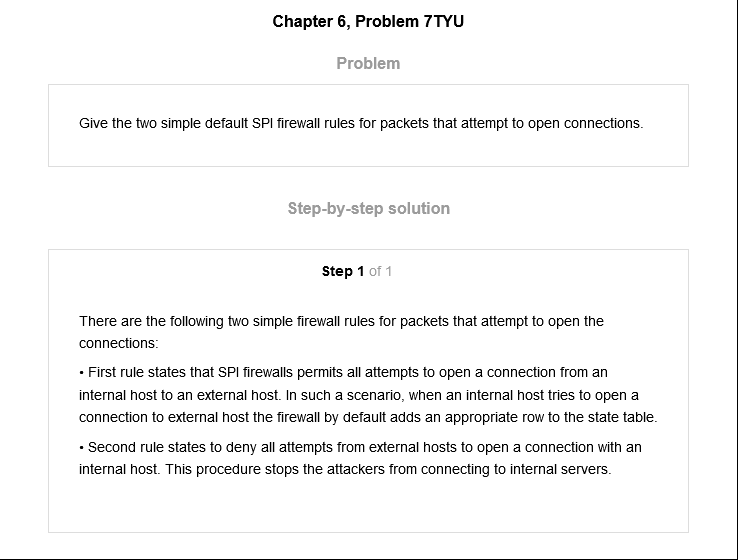 Chapter 6, Problem 7TYU
Problem
Give the two simple default SPI firewall rules for packets that attempt to open connections.
Step-by-step solution
Step 1 of 1
There are the following two simple firewall rules for packets that attempt to open the
connections:
• First rule states that SPI firewalls permits all attempts to open a connection from an
internal host to an external host. In such a scenario, when an internal host tries to open a
connection to external host the firewall by default adds an appropriate row to the state table.
• Second rule states to deny all attempts from external hosts to open a connection with an
internal host. This procedure stops the attackers from connecting to internal servers.